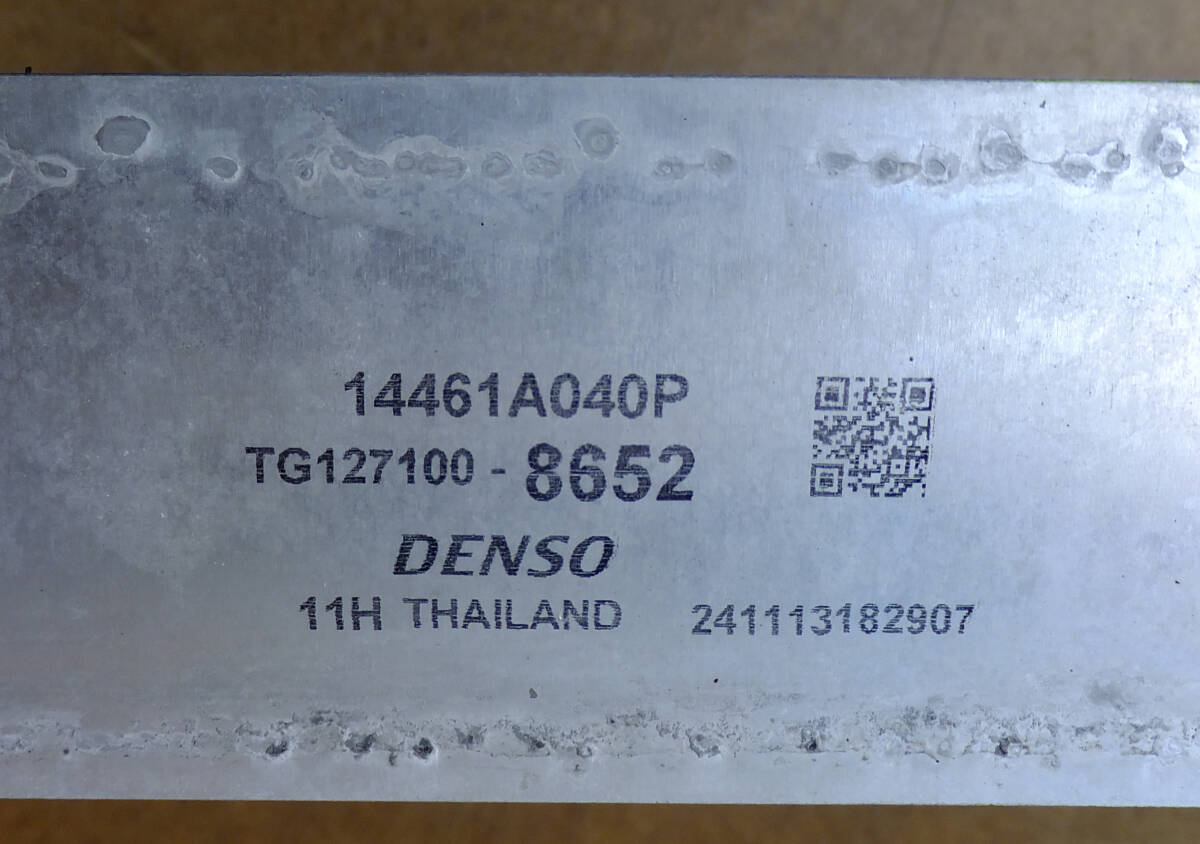 14461A040P
TG127100 - 8652
DENSO
11H THAILAND 241113182907